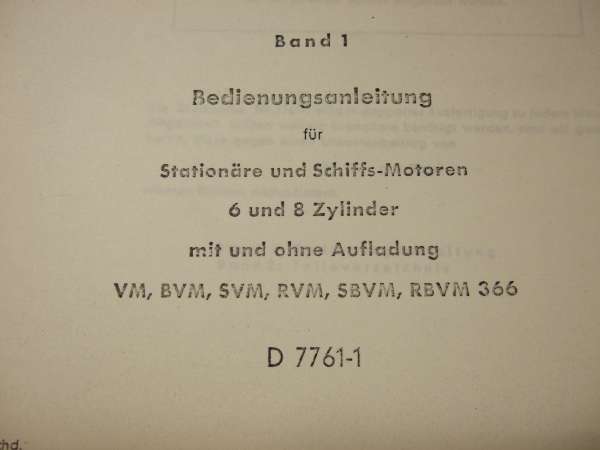 Band 1
Bedienungsanleitung
für
Stationäre und Schiffs-Motoren
6 und 8 Zylinder
mit und ohne Aufladung
VM, BVM, SVM, RVM, SBVM, RBVM 366
D 7761-1